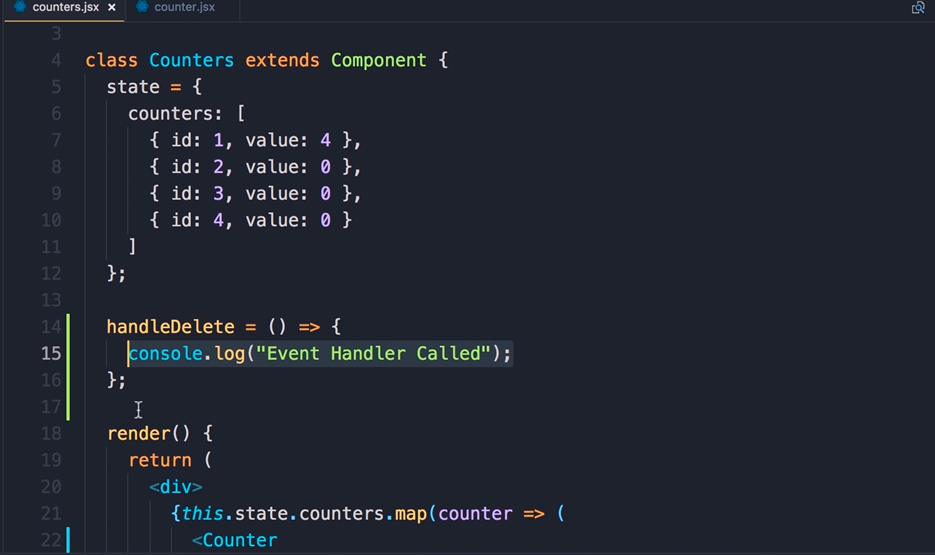 counters.jsx × counter.jsx
3
4 class Counters extends Component {
5 state = {
6 counters: [
7 { id: 1, value: 4 },
8 { id: 2, value: 0 },
9 { id: 3, value: 0 },
10 { id: 4, value: 0 }
11 ]
12 };
13
14 handleDelete = () => {
15 console.log("Event Handler Called");
16 };
17
18 render() {
19 return (
20 <div>
21 {this.state.counters.map(counter => (
22 <Counter